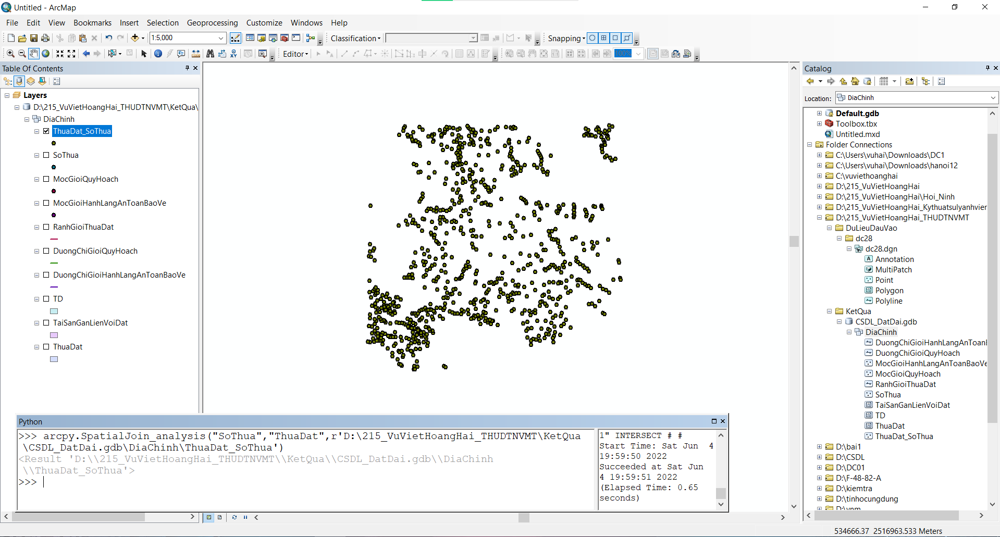 Untitled - ArcMap
File Edit View Bookmarks Insert Selection Geoprocessing Customize Windows Help
1:5,000
Classification
Snapping
Editor
100%
Table Of Contents
Layers
D:\215_VuVietHoangHai_THUDTNVMT\KetQua\
DiaChinh
ThuaDat_SoThua
SoThua
MocGioiQuyHoach
MocGioiHanhLangAnToanBaoVe
RanhGioiThuaDat
DuongChiGioiQuyHoach
DuongChiGioiHanhLangAnToanBaoVe
TD
TaiSanGanLienVoiDat
ThuaDat
Catalog
Location: DiaChinh
Default.gdb
Toolbox.tbx
Untitled.mxd
Folder Connections
C:\Users\vuhai\Downloads\DC1
C:\Users\vuhai\Downloads\hanoi12
C:\vuviethoanghai
D:\215_VuVietHoangHai
D:\215_VuVietHoangHai\Hoi_Ninh
D:\215_VuVietHoangHai_Kythuatsulyanhvier
D:\215_VuVietHoangHai_THUDTNVMT
DuLieuDauVao
dc28
dc28.dgn
Annotation
MultiPatch
Point
Polygon
Polyline
KetQua
CSDL_DatDai.gdb
DiaChinh
DuongChiGioiHanhLangAnToanl
DuongChiGioiQuyHoach
MocGioiHanhLangAnToanBaoVe
MocGioiQuyHoach
RanhGioiThuaDat
SoThua
TaiSanGanLienVoiDat
TD
ThuaDat
ThuaDat_SoThua
D:\bai1
D:\CSDL
D:\DC01
D:\F-48-82-A
D:\kiemtra
D:\tinhocungdung
D:\vnm
Python
>>> arcpy.SpatialJoin_analysis("SoThua","ThuaDat",r'D:\215_VuVietHoangHai_THUDTNVMT\KetQua
\CSDL_DatDai.gdb\DiaChinh\ThuaDat_SoThua')
<Result 'D:\\215_VuVietHoangHai_THUDTNVMT\\KetQua\\CSDL_DatDai.gdb\\DiaChinh
\\ThuaDat_SoThua'>
>>>
1" INTERSECT # #
Start Time: Sat Jun 4
19:59:50 2022
Succeeded at Sat Jun
4 19:59:51 2022
(Elapsed Time: 0.65
seconds)
534666.37 2516963.533 Meters